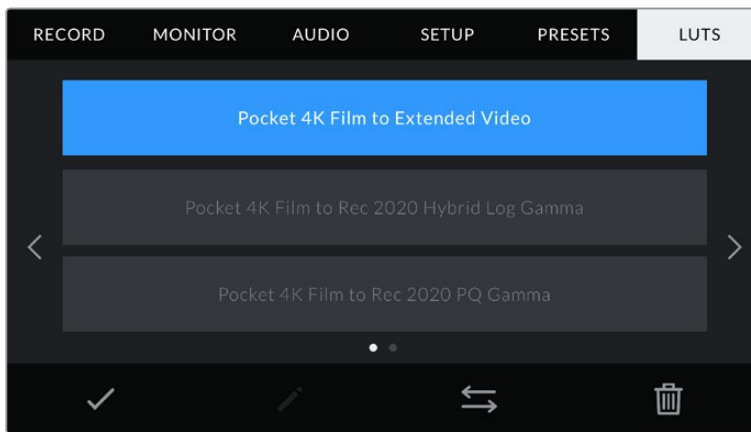 RECORD MONITOR AUDIO SETUP PRESETS LUTS
Pocket 4K Film to Extended Video
Pocket 4K Film to Rec 2020 Hybrid Log Gamma
Pocket 4K Film to Rec 2020 PQ Gamma